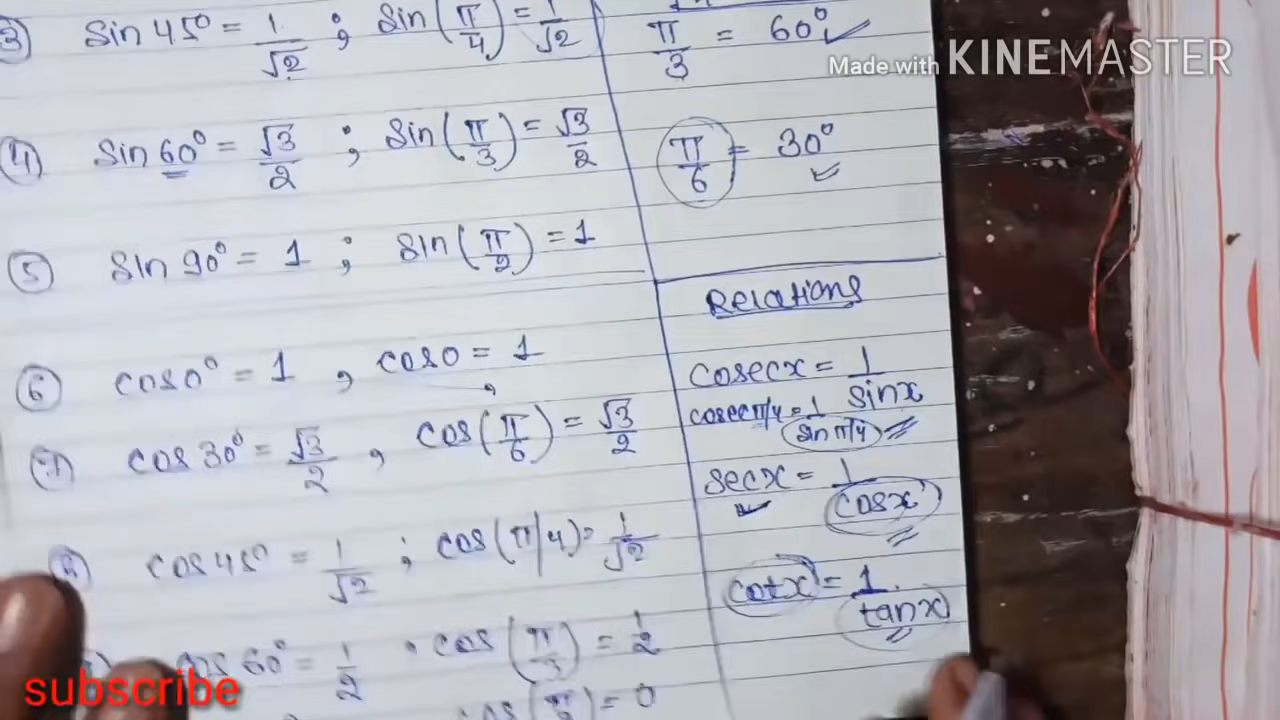 ③ sin 45° = 1/√2 ; sin(π/4) = 1/√2
④ sin 60° = √3/2 ; sin(π/3) = √3/2
⑤ sin 90° = 1 ; sin(π/2) = 1
⑥ cos 0° = 1 , cos 0 = 1
⑦ cos 30° = √3/2 , cos(π/6) = √3/2
cos 45° = 1/√2 ; cos(π/4) = 1/√2
cos 60° = 1/2 , cos(π/3) = 1/2
= 0
π/3 = 60°
π/6 = 30°
Relations
cosec x = 1/sin x
cosec π/4 = 1/sin π/4
sec x = 1/cos x
cot x = 1/tan x
Made with KINEMASTER
subscribe